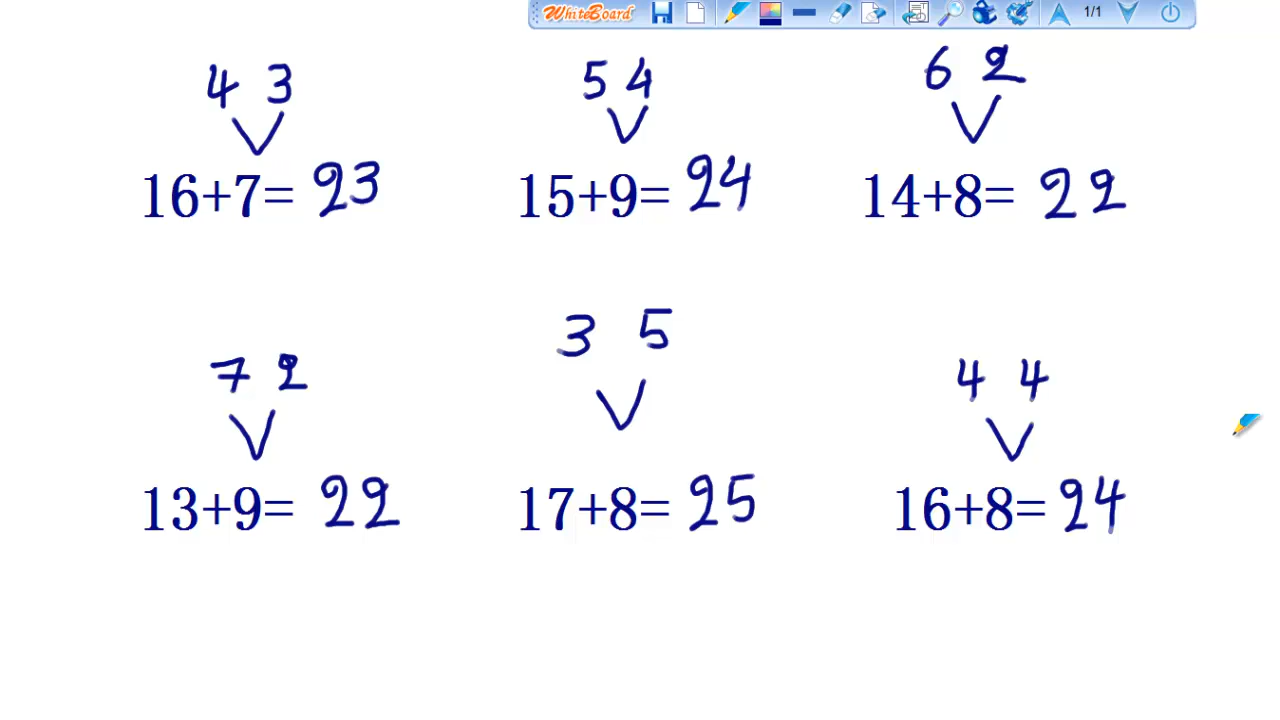 WhiteBoard 1/1
4 3 5 4 6 2
16+7= 23 15+9= 24 14+8= 22
7 2 3 5 4 4
13+9= 22 17+8= 25 16+8= 24